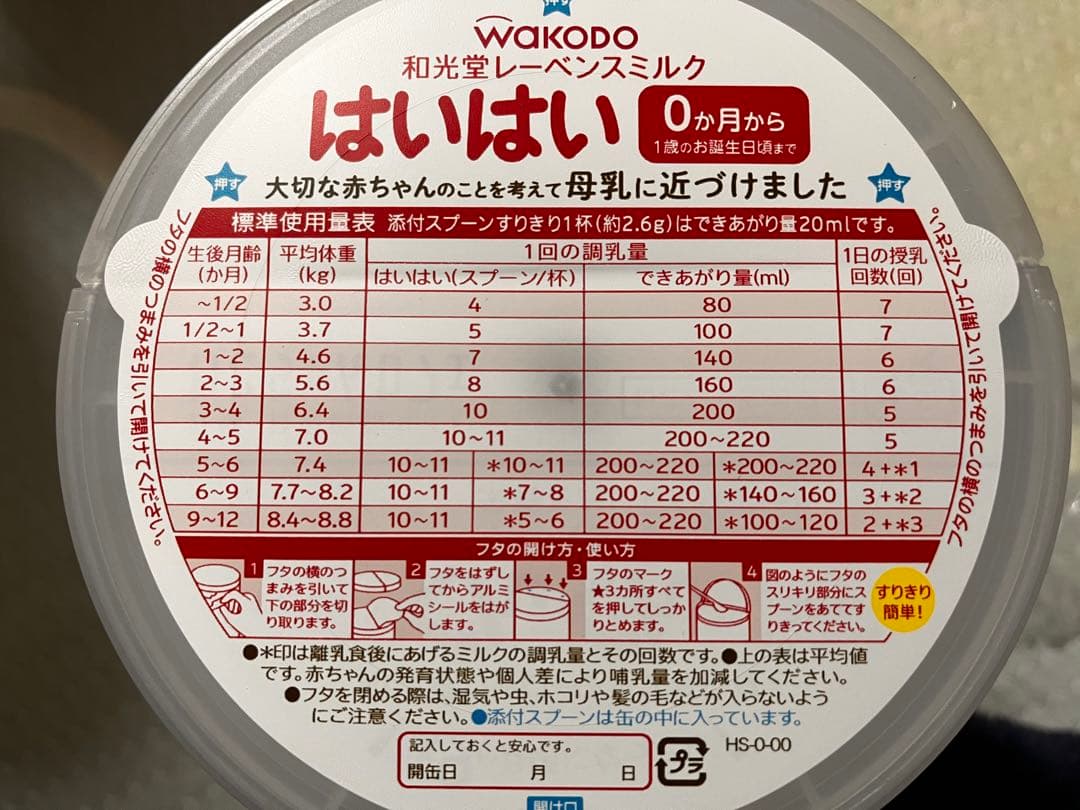 押す
WAKODO
和光堂レーベンスミルク
はいはい
0か月から
1歳のお誕生日頃まで
押す
大切な赤ちゃんのことを考えて母乳に近づけました
押す
フタの横のつまみを引いて開けてください。
フタの横のつまみを引いて開けてください。
標準使用量表 添付スプーンすりきり1杯(約2.6g)はできあがり量20mlです。
生後月齢(か月) 平均体重(kg) 1回の調乳量 1日の授乳回数(回)
はいはい(スプーン/杯) できあがり量(ml)
~1/2 3.0 4 80 7
1/2~1 3.7 5 100 7
1~2 4.6 7 140 6
2~3 5.6 8 160 6
3~4 6.4 10 200 5
4~5 7.0 10~11 200~220 5
5~6 7.4 10~11 *10~11 200~220 *200~220 4+*1
6~9 7.7~8.2 10~11 *7~8 200~220 *140~160 3+*2
9~12 8.4~8.8 10~11 *5~6 200~220 *100~120 2+*3
フタの開け方・使い方
1
フタの横のつ
まみを引いて
下の部分を切
り取ります。
2
フタをはずし
てからアルミ
シールをはが
します。
3
フタのマーク
★3カ所すべて
を押してしっか
りとめます。
4
図のようにフタの
スリキリ部分にス
プーンをあててす
りきってください。
すりきり
簡単!
●*印は離乳食後にあげるミルクの調乳量とその回数です。●上の表は平均値
です。赤ちゃんの発育状態や個人差により哺乳量を加減してください。
●フタを閉める際は、湿気や虫、ホコリや髪の毛などが入らないよう
にご注意ください。●添付スプーンは缶の中に入っています。
記入しておくと安心です。
開缶日 月 日
プラ
HS-0-00
開け口